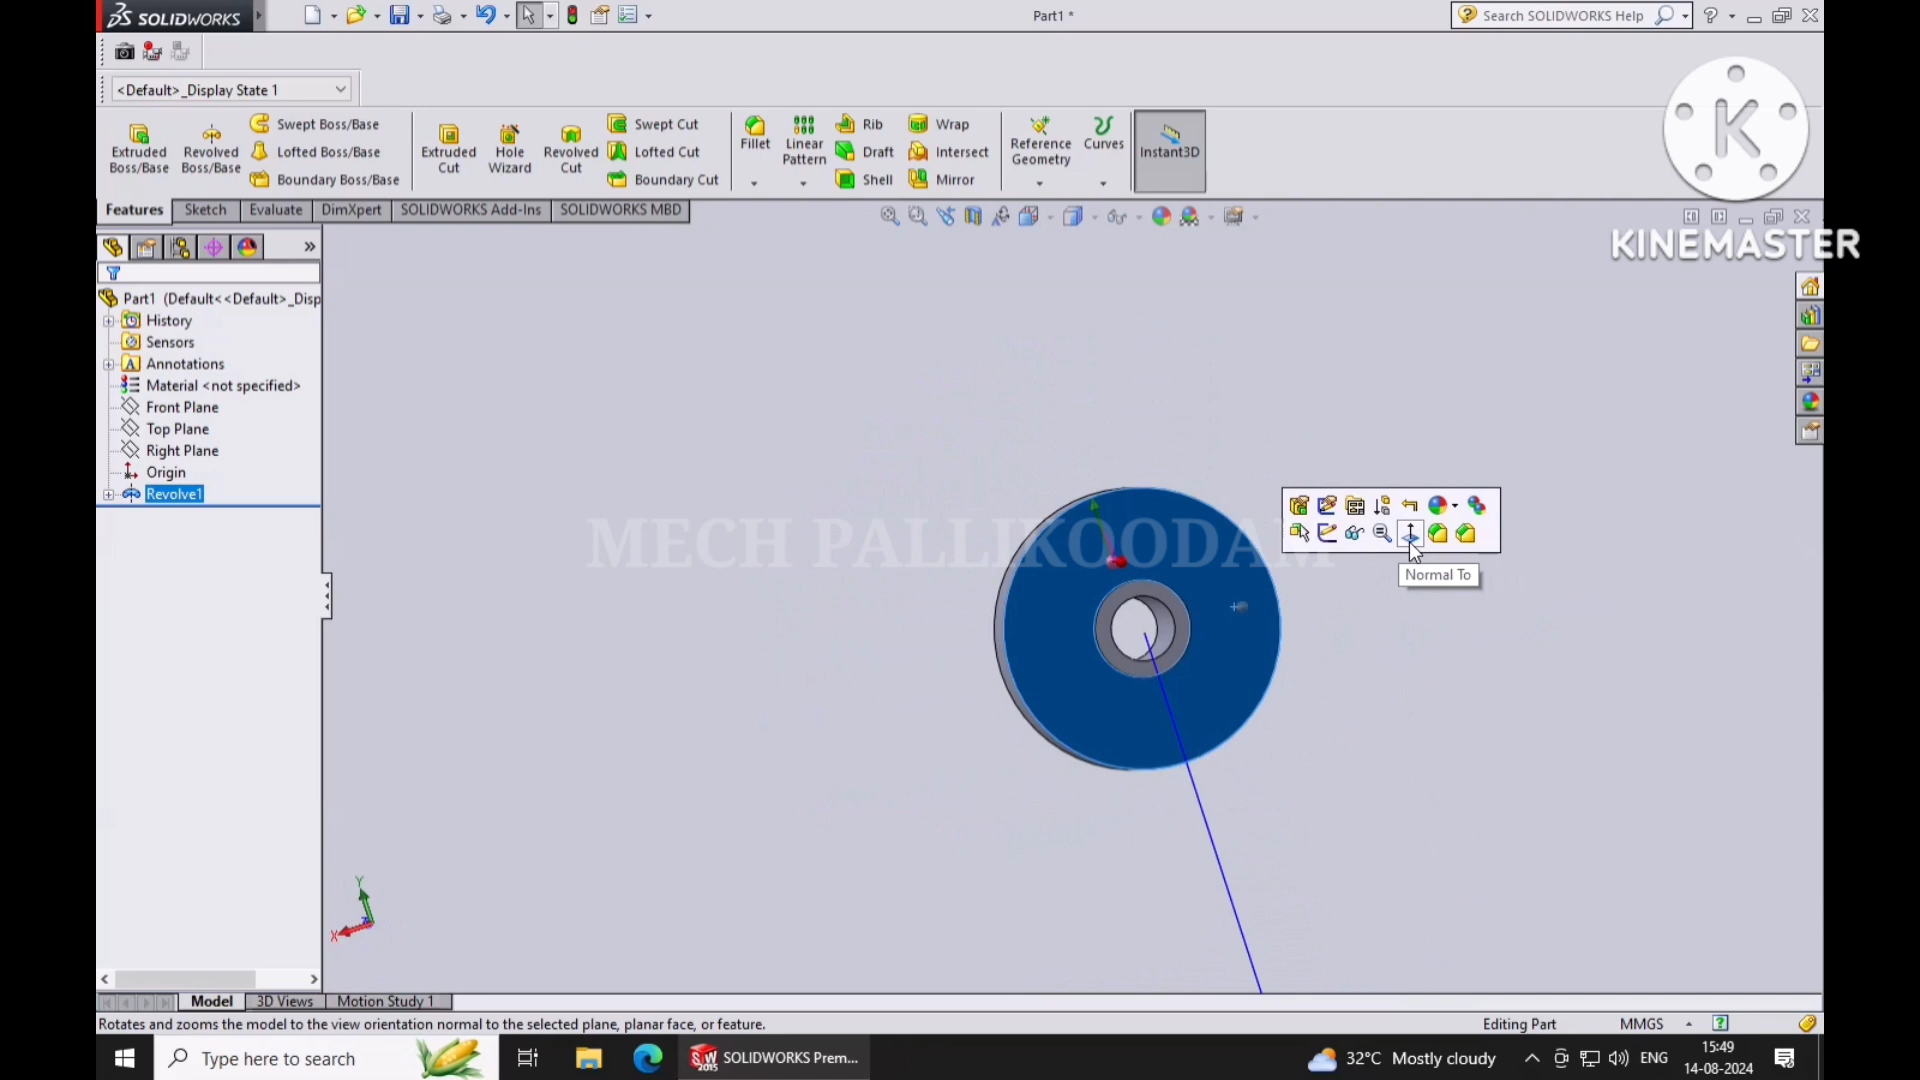 SOLIDWORKS
Part1 *
Search SOLIDWORKS Help
<Default>_Display State 1
Extruded Boss/Base
Revolved Boss/Base
Swept Boss/Base
Lofted Boss/Base
Boundary Boss/Base
Extruded Cut
Hole Wizard
Revolved Cut
Swept Cut
Lofted Cut
Boundary Cut
Fillet
Linear Pattern
Rib
Draft
Shell
Wrap
Intersect
Mirror
Reference Geometry
Curves
Instant3D
K
KINEMASTER
Features
Sketch
Evaluate
DimXpert
SOLIDWORKS Add-Ins
SOLIDWORKS MBD
Part1 (Default<<Default>_Disp
History
Sensors
Annotations
Material <not specified>
Front Plane
Top Plane
Right Plane
Origin
Revolve1
MECH PALLIKOODAM
Normal To
Y
X
Model
3D Views
Motion Study 1
Rotates and zooms the model to the view orientation normal to the selected plane, planar face, or feature.
Editing Part
MMGS
Type here to search
SW 2015
SOLIDWORKS Prem...
32°C Mostly cloudy
ENG
15:49
14-08-2024